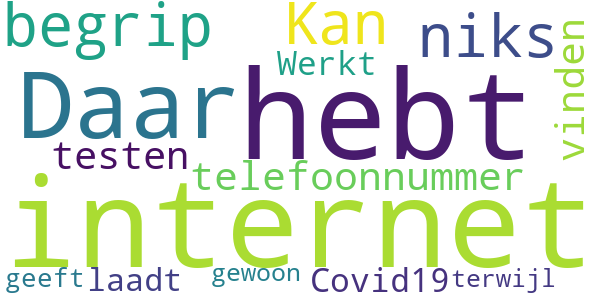 begrip Kan niks
Werkt
Daar hebt vinden
testen
telefoonnummer
internet
geeft laadt gewoon Covid19 terwijl